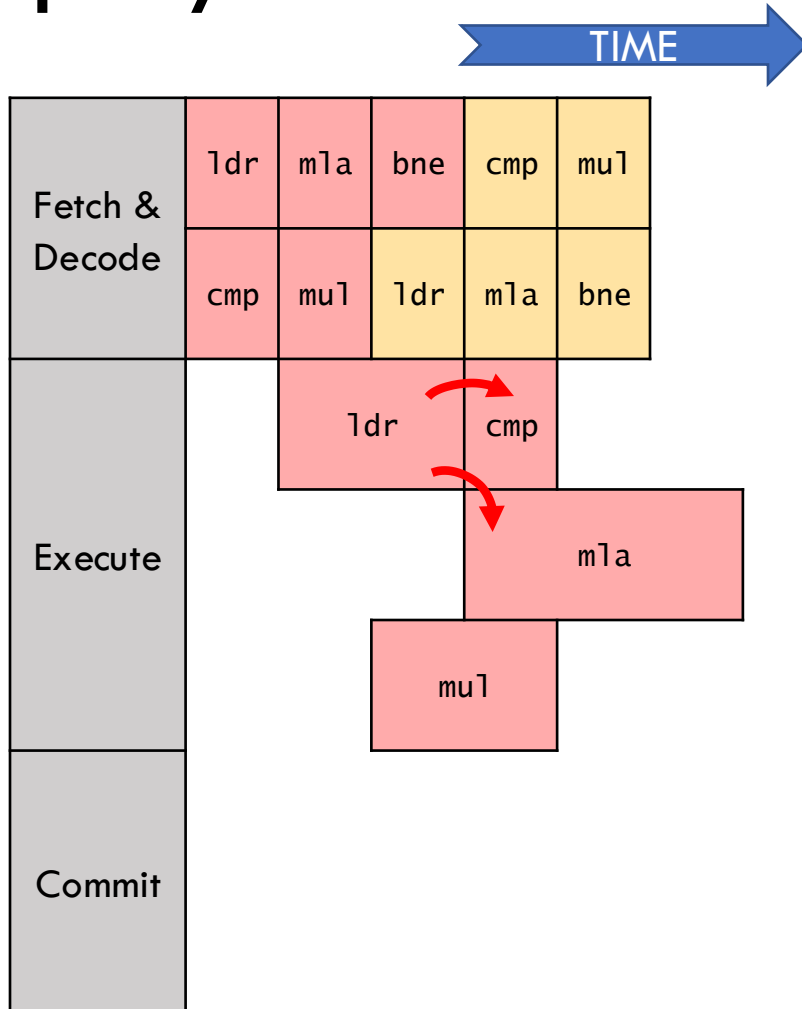 TIME
Fetch &
Decode
ldr mla bne cmp mul
cmp mul ldr mla bne
Execute
ldr cmp
mla
mul
Commit